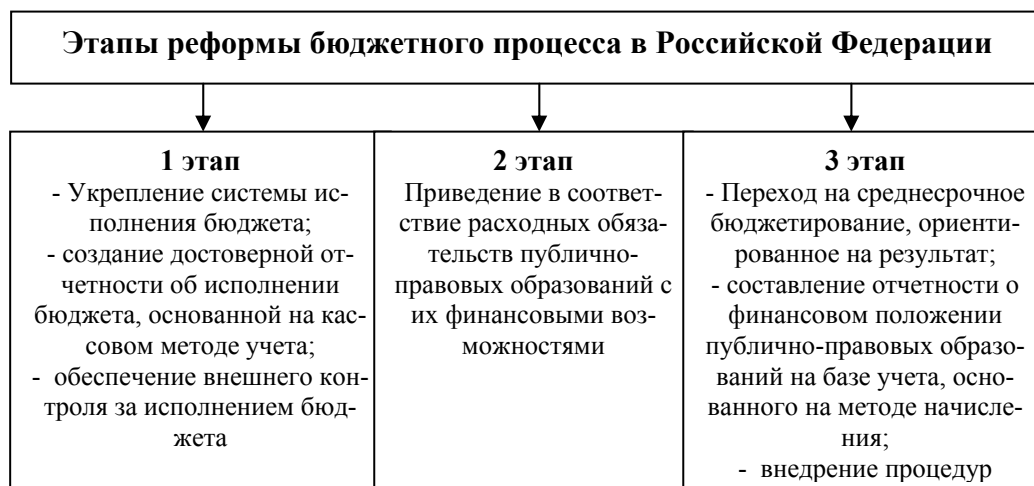 Этапы реформы бюджетного процесса в Российской Федерации
1 этап
- Укрепление системы ис-
полнения бюджета;
- создание достоверной от-
четности об исполнении
бюджета, основанной на кас-
совом методе учета;
- обеспечение внешнего кон-
троля за исполнением бюд-
жета
2 этап
Приведение в соответ-
ствие расходных обяза-
тельств публично-
правовых образований с
их финансовыми воз-
можностями
3 этап
- Переход на среднесрочное
бюджетирование, ориенти-
рованное на результат;
- составление отчетности о
финансовом положении
публично-правовых образо-
ваний на базе учета, осно-
ванного на методе начисле-
ния;
- внедрение процедур